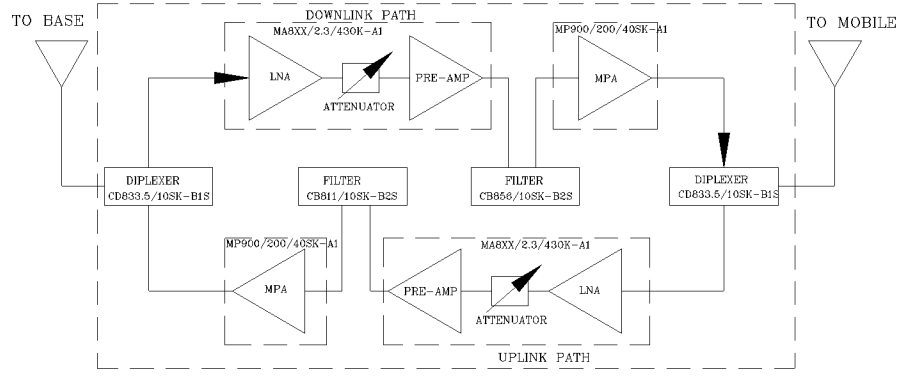 DOWNLINK PATH
TO BASE
TO MOBILE
MA8XX/2.3/430K-A1
MP900/200/40SK-A1
LNA
PRE-AMP
MPA
ATTENUATOR
DIPLEXER
CD833.5/10SK-B1S
FILTER
CB811/10SK-B2S
FILTER
CB856/10SK-B2S
DIPLEXER
CD833.5/10SK-B1S
MP900/200/40SK-A1
MA8XX/2.3/430K-A1
MPA
PRE-AMP
LNA
ATTENUATOR
UPLINK PATH